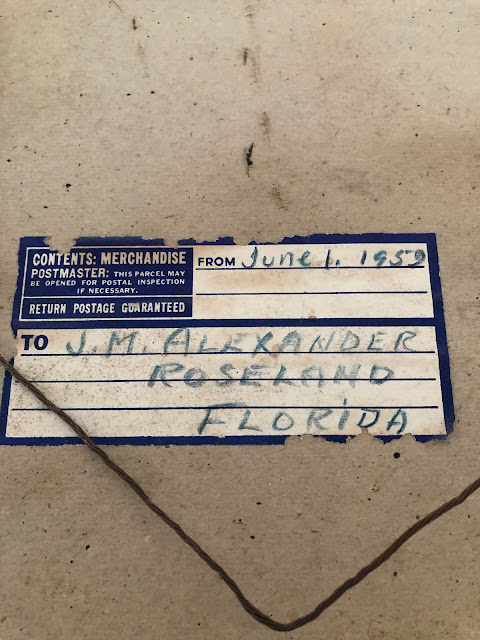 CONTENTS: MERCHANDISE
POSTMASTER: THIS PARCEL MAY
BE OPENED FOR POSTAL INSPECTION
IF NECESSARY.
RETURN POSTAGE GUARANTEED
FROM June 1, 1952
TO J.M. ALEXANDER
ROSELAND
FLORIDA